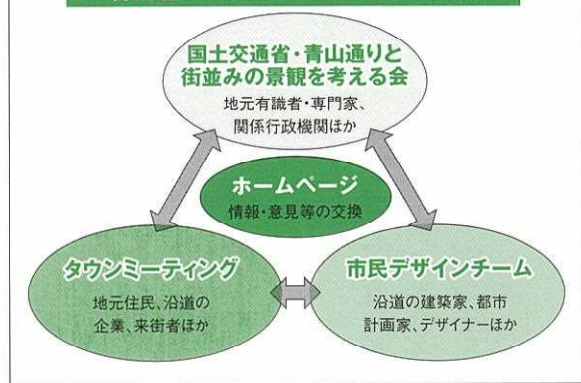 国土交通省・青山通りと
街並みの景観を考える会
地元有識者・専門家、
関係行政機関ほか
ホームページ
情報・意見等の交換
タウンミーティング
地元住民、沿道の
企業、来街者ほか
市民デザインチーム
沿道の建築家、都市
計画家、デザイナーほか